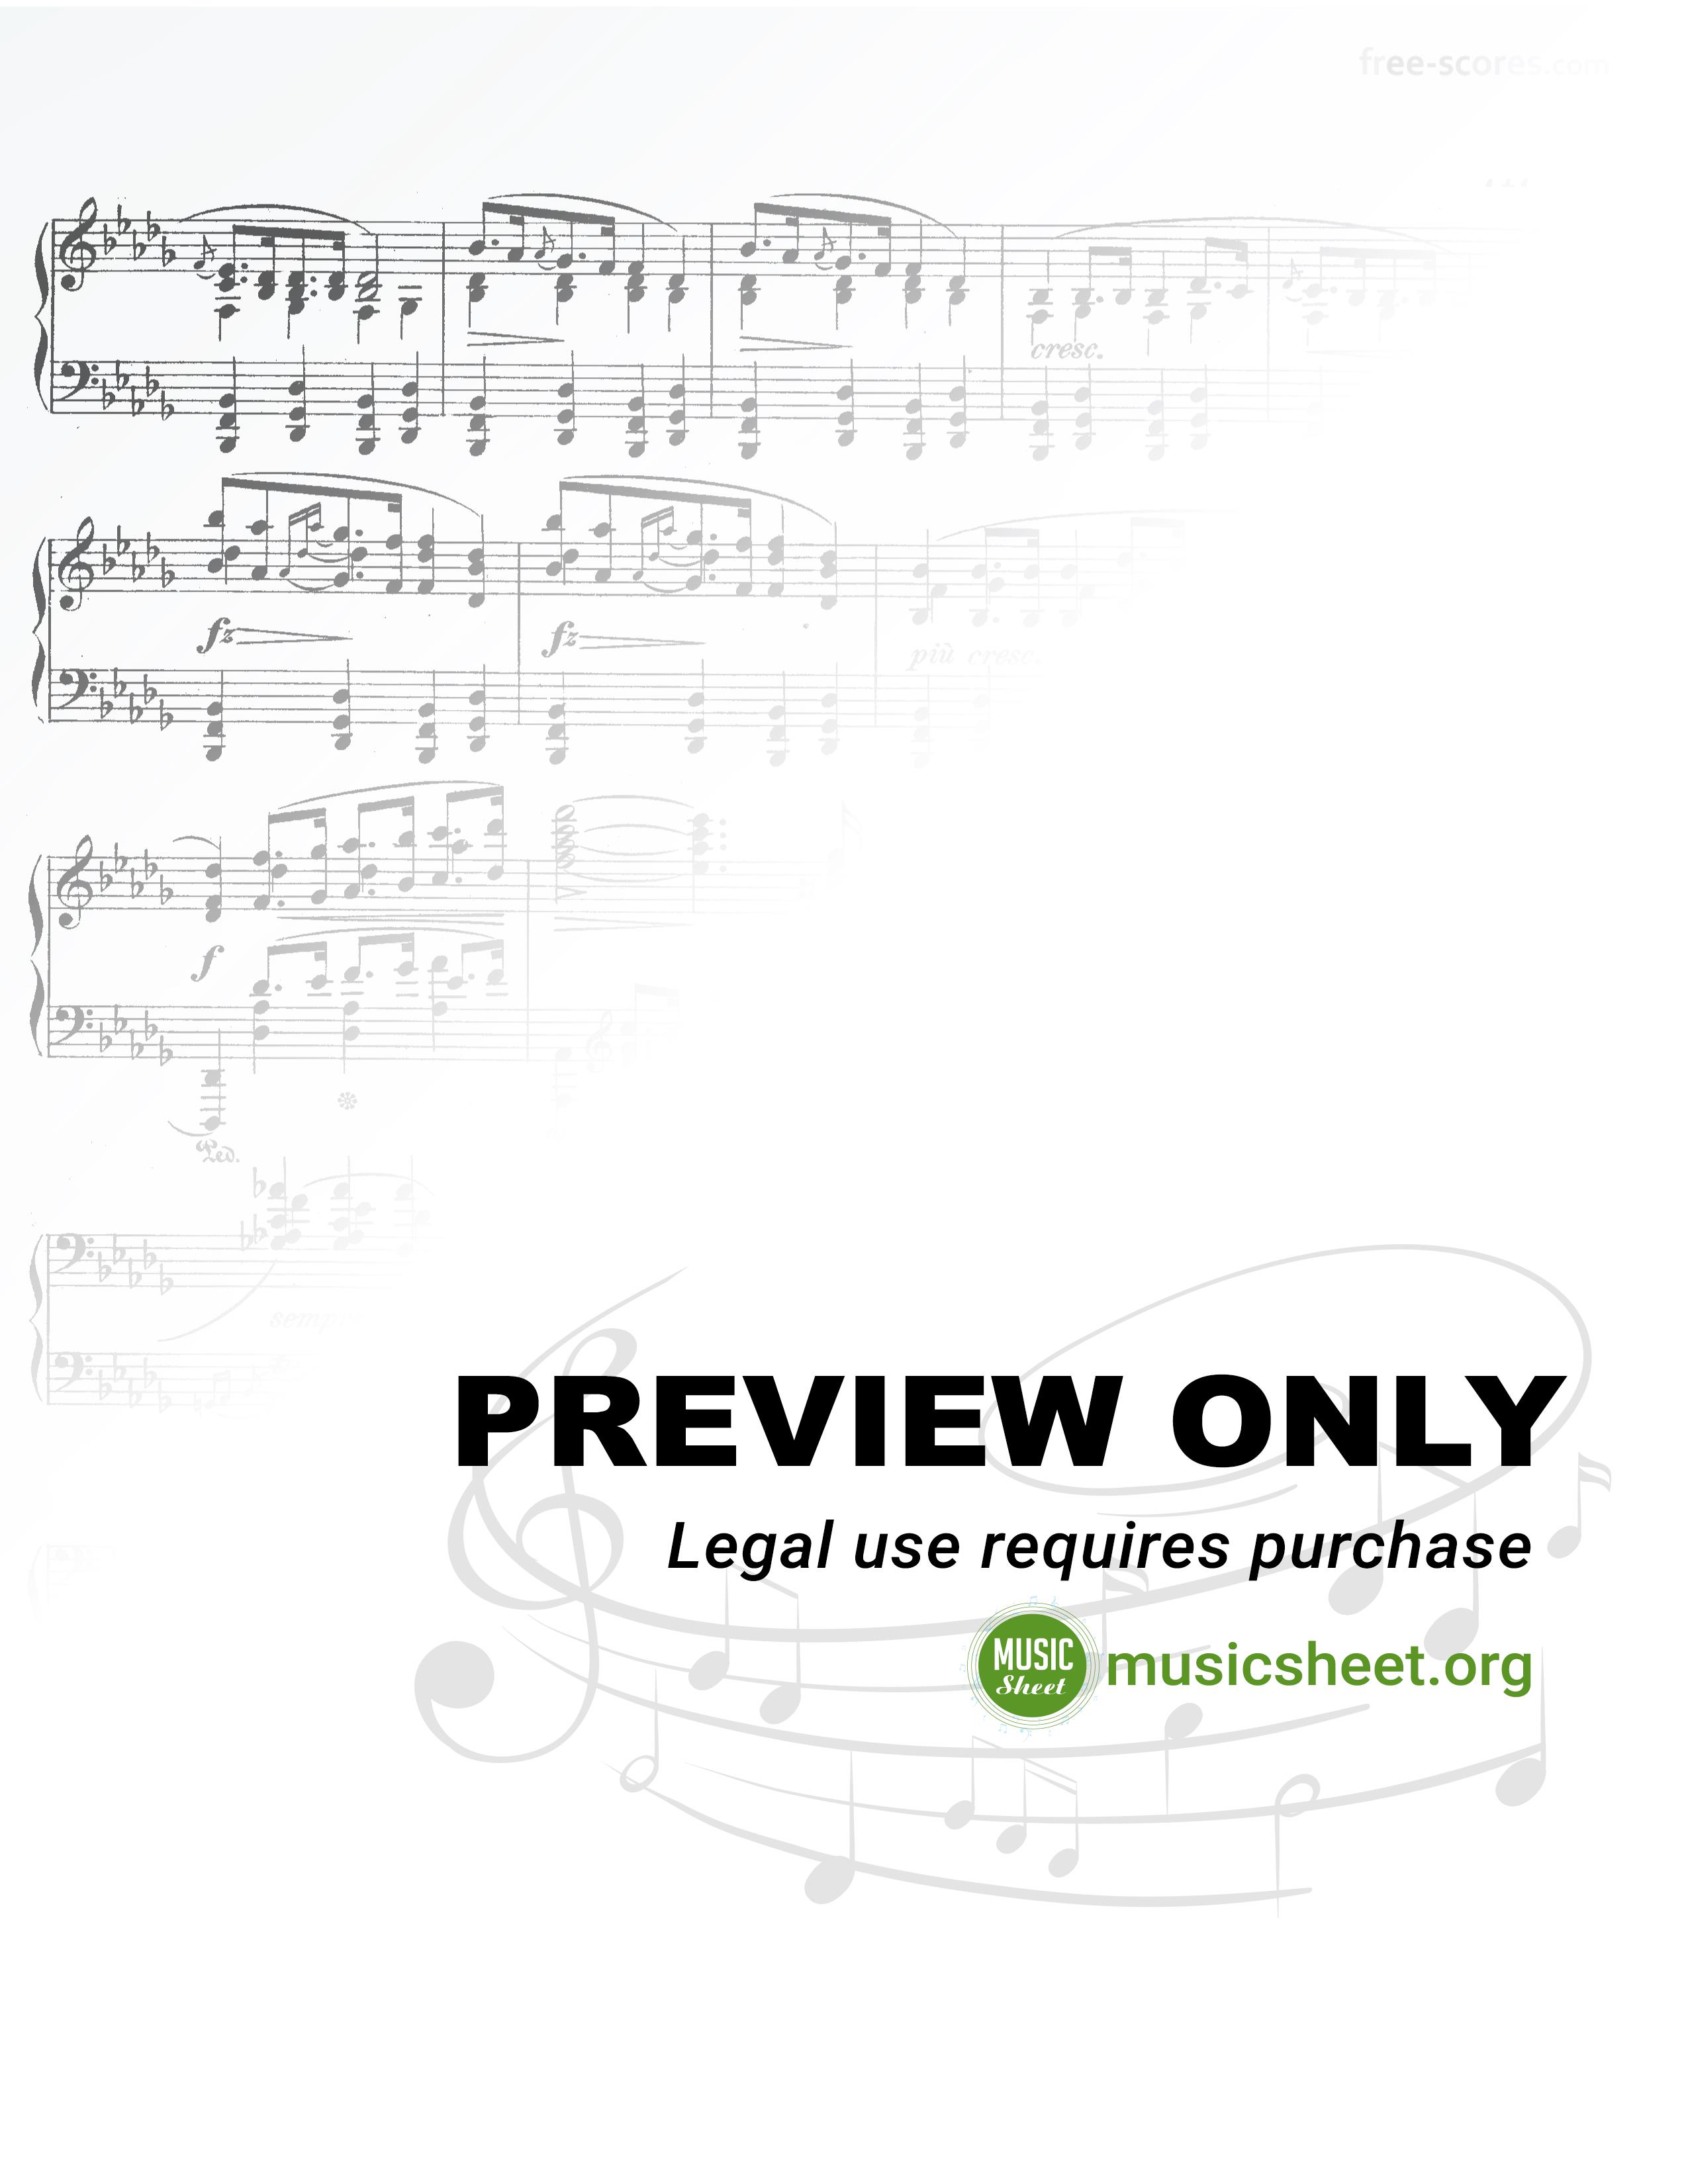 free-scores.com
cresc.
fz
fz
più cresc.
f
Ped.
sempre
PREVIEW ONLY
Legal use requires purchase
MUSIC
Sheet
musicsheet.org